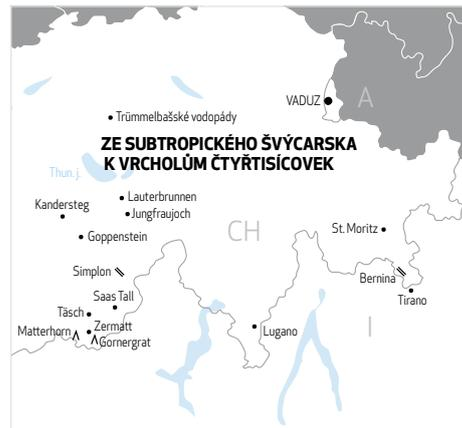 VADUZ
A
Trümmelbašské vodopády
ZE SUBTROPICKÉHO ŠVÝCARSKA
K VRCHOLŮM ČTYŘTISÍCOVEK
Thun. j.
Lauterbrunnen
Kandersteg
Jungfraujoch
CH
St. Moritz
Goppenstein
Simplon
Bernina
Saas Tall
Tirano
Täsch
Zermatt
I
Lugano
Matterhorn
Gornergrat